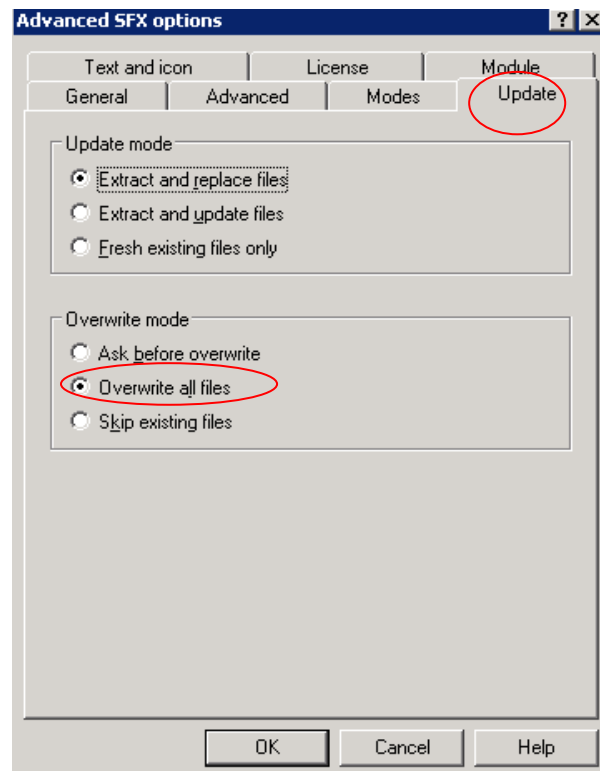 Advanced SFX options
Text and icon License Module
General Advanced Modes Update
Update mode
Extract and replace files
Extract and update files
Fresh existing files only
Overwrite mode
Ask before overwrite
Overwrite all files
Skip existing files
OK Cancel Help